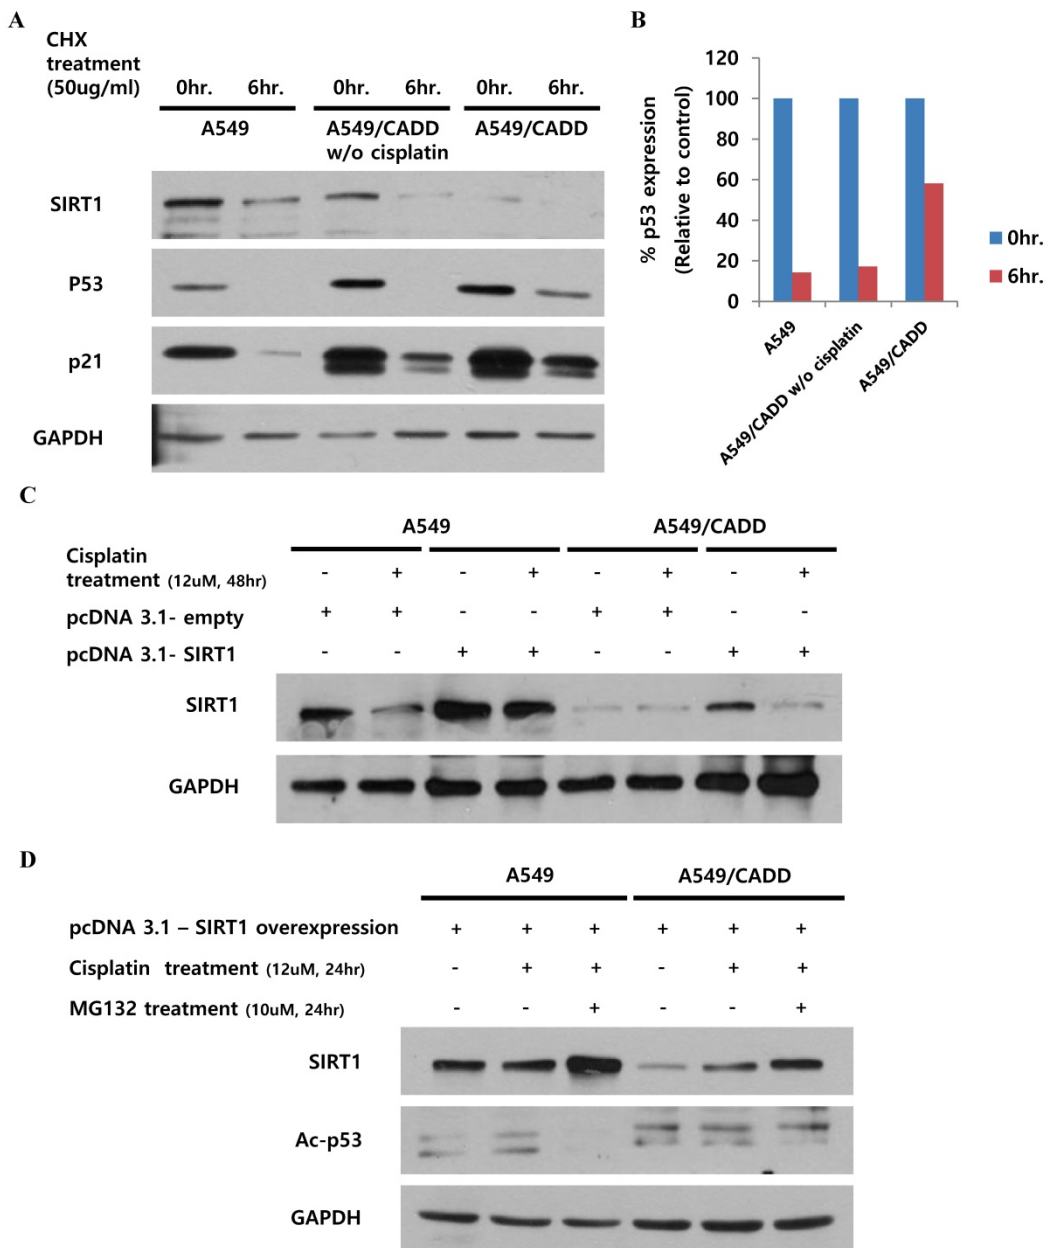 A
CHX
treatment
(50ug/ml)
0hr. 6hr. 0hr. 6hr. 0hr. 6hr.
A549 A549/CADD w/o cisplatin A549/CADD
SIRT1
P53
p21
GAPDH
B
% p53 expression
(Relative to control)
120
100
80
60
40
20
0
A549
A549/CADD w/o cisplatin
A549/CADD
0hr.
6hr.
C
A549 A549/CADD
Cisplatin
treatment (12uM, 48hr) - + - + - + - +
pcDNA 3.1- empty + + - - + + - -
pcDNA 3.1- SIRT1 - - + + - - + +
SIRT1
GAPDH
D
A549 A549/CADD
pcDNA 3.1 – SIRT1 overexpression + + + + + +
Cisplatin treatment (12uM, 24hr) - + + - + +
MG132 treatment (10uM, 24hr) - - + - - +
SIRT1
Ac-p53
GAPDH